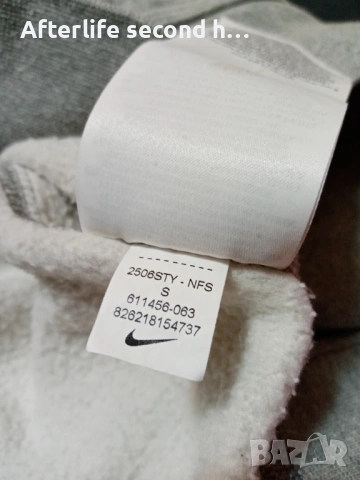 Afterlife second h...
2506STY - NFS
S
611456-063
826218154737
BAZAR